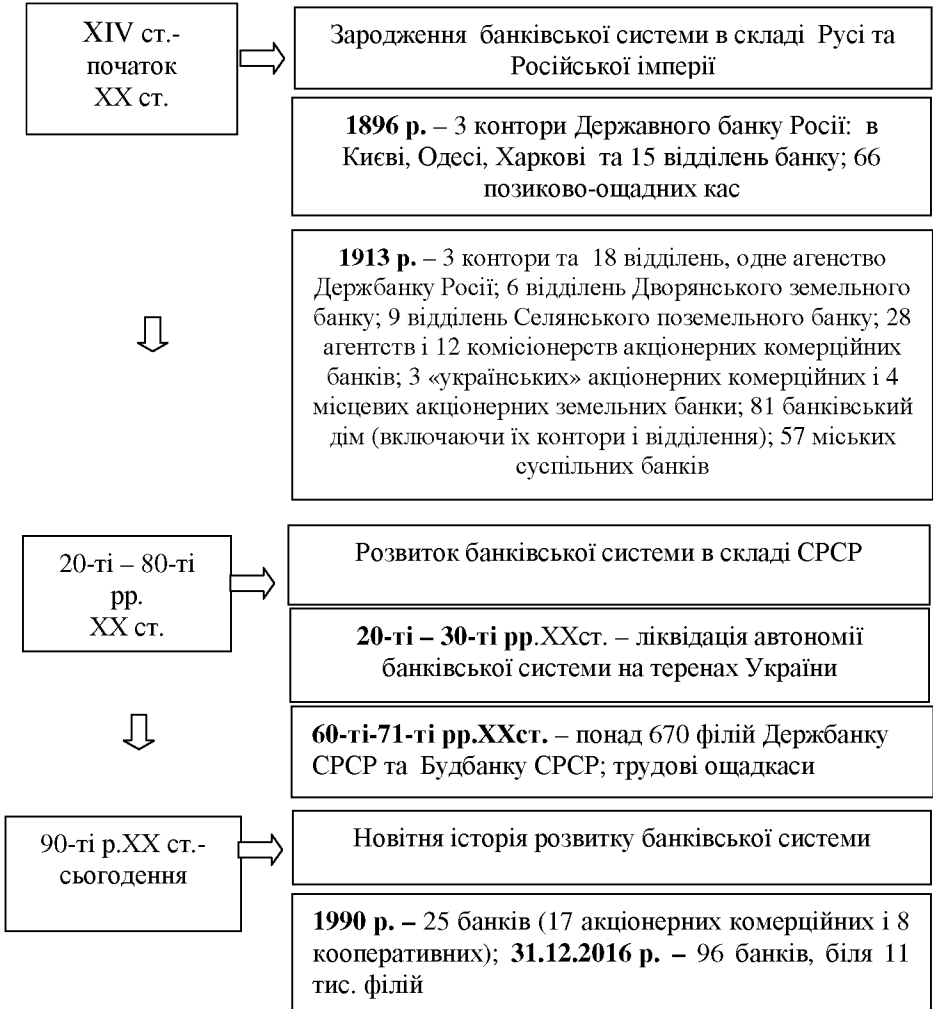 XIV ст.-
початок
XX ст.
Зародження банківської системи в складі Русі та
Російської імперії
1896 р. – 3 контори Державного банку Росії: в
Києві, Одесі, Харкові та 15 відділень банку; 66
позиково-ощадних кас
1913 р. – 3 контори та 18 відділень, одне агенство
Держбанку Росії; 6 відділень Дворянського земельного
банку; 9 відділень Селянського поземельного банку; 28
агентств і 12 комісіонерств акціонерних комерційних
банків; 3 «українських» акціонерних комерційних і 4
місцевих акціонерних земельних банки; 81 банківський
дім (включаючи їх контори і відділення); 57 міських
суспільних банків
20-ті – 80-ті
рр.
XX ст.
Розвиток банківської системи в складі СРСР
20-ті – 30-ті рр.XXст. – ліквідація автономії
банківської системи на теренах України
60-ті-71-ті рр.XXст. – понад 670 філій Держбанку
СРСР та Будбанку СРСР; трудові ощадкаси
90-ті р.XX ст.-
сьогодення
Новітня історія розвитку банківської системи
1990 р. – 25 банків (17 акціонерних комерційних і 8
кооперативних); 31.12.2016 р. – 96 банків, біля 11
тис. філій